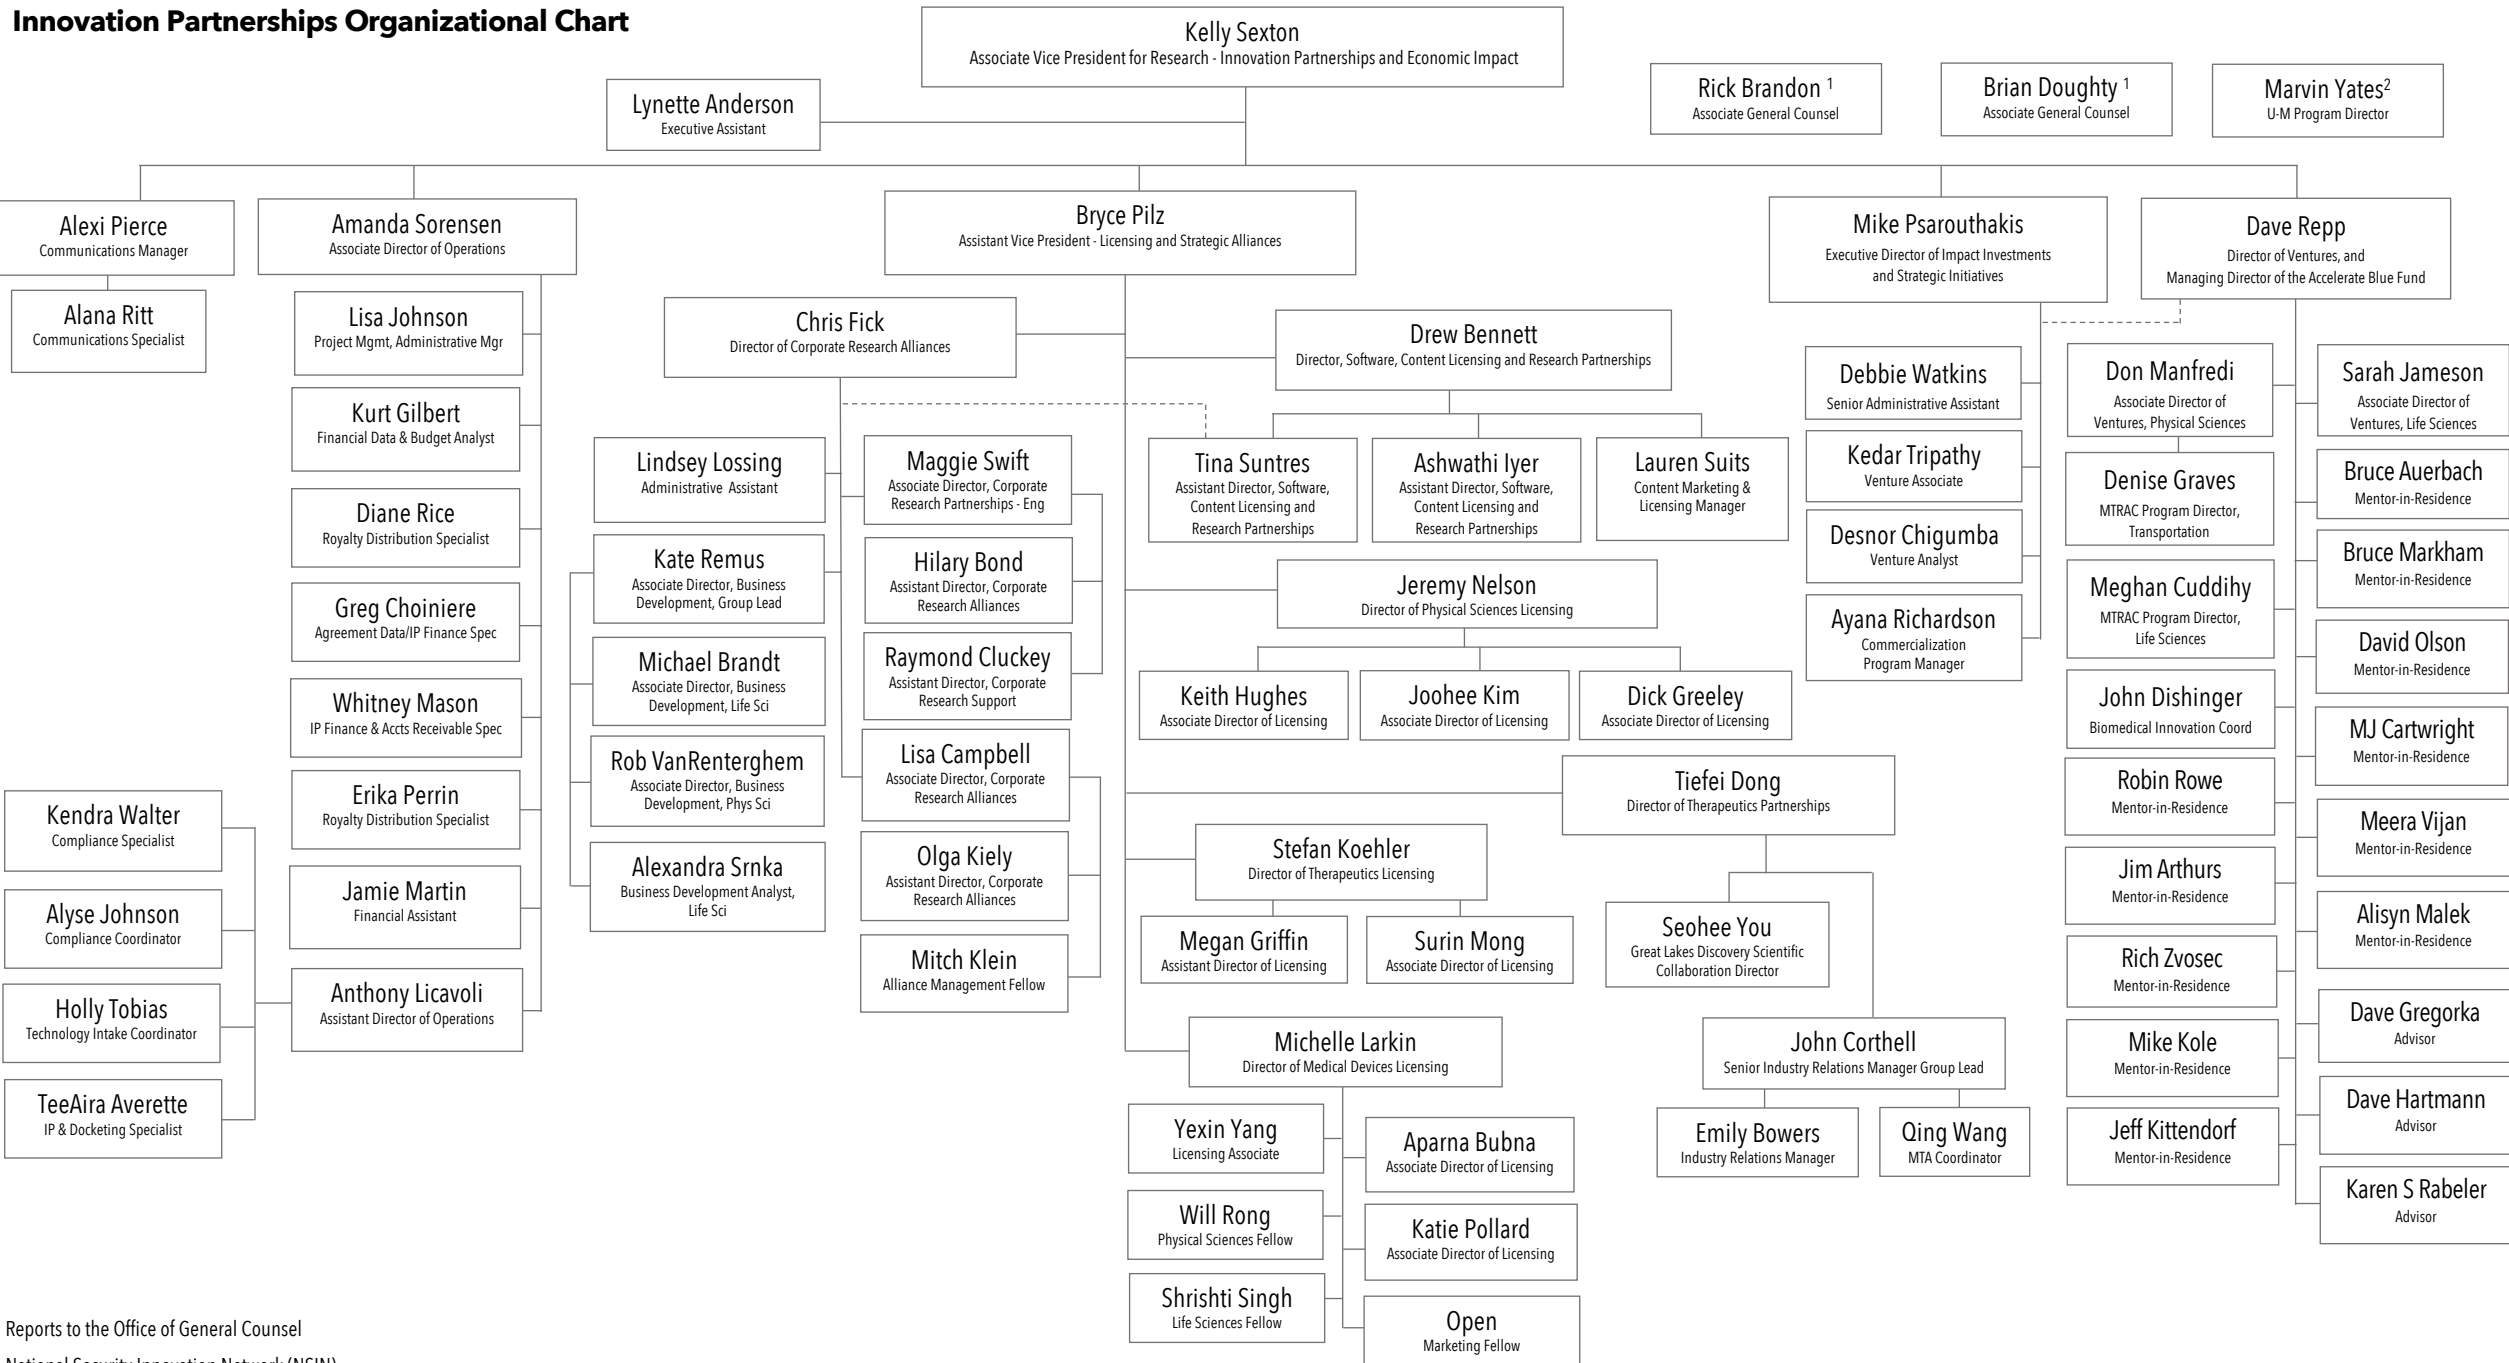 Innovation Partnerships Organizational Chart
Kelly Sexton
Associate Vice President for Research - Innovation Partnerships and Economic Impact
Lynette Anderson
Executive Assistant
Rick Brandon 1
Associate General Counsel
Brian Doughty 1
Associate General Counsel
Marvin Yates2
U-M Program Director
Alexi Pierce
Communications Manager
Alana Ritt
Communications Specialist
Amanda Sorensen
Associate Director of Operations
Lisa Johnson
Project Mgmt, Administrative Mgr
Kurt Gilbert
Financial Data & Budget Analyst
Diane Rice
Royalty Distribution Specialist
Greg Choiniere
Agreement Data/IP Finance Spec
Whitney Mason
IP Finance & Accts Receivable Spec
Erika Perrin
Royalty Distribution Specialist
Jamie Martin
Financial Assistant
Anthony Licavoli
Assistant Director of Operations
Kendra Walter
Compliance Specialist
Alyse Johnson
Compliance Coordinator
Holly Tobias
Technology Intake Coordinator
TeeAira Averette
IP & Docketing Specialist
Bryce Pilz
Assistant Vice President - Licensing and Strategic Alliances
Chris Fick
Director of Corporate Research Alliances
Lindsey Lossing
Administrative Assistant
Kate Remus
Associate Director, Business
Development, Group Lead
Michael Brandt
Associate Director, Business
Development, Life Sci
Rob VanRenterghem
Associate Director, Business
Development, Phys Sci
Alexandra Srnka
Business Development Analyst,
Life Sci
Maggie Swift
Associate Director, Corporate
Research Partnerships - Eng
Hilary Bond
Assistant Director, Corporate
Research Alliances
Raymond Cluckey
Assistant Director, Corporate
Research Support
Lisa Campbell
Associate Director, Corporate
Research Alliances
Olga Kiely
Assistant Director, Corporate
Research Alliances
Mitch Klein
Alliance Management Fellow
Drew Bennett
Director, Software, Content Licensing and Research Partnerships
Tina Suntres
Assistant Director, Software,
Content Licensing and
Research Partnerships
Ashwathi Iyer
Assistant Director, Software,
Content Licensing and
Research Partnerships
Lauren Suits
Content Marketing &
Licensing Manager
Jeremy Nelson
Director of Physical Sciences Licensing
Keith Hughes
Associate Director of Licensing
Joohee Kim
Associate Director of Licensing
Dick Greeley
Associate Director of Licensing
Tiefei Dong
Director of Therapeutics Partnerships
Stefan Koehler
Director of Therapeutics Licensing
Megan Griffin
Assistant Director of Licensing
Surin Mong
Associate Director of Licensing
Seohee You
Great Lakes Discovery Scientific
Collaboration Director
John Corthell
Senior Industry Relations Manager Group Lead
Emily Bowers
Industry Relations Manager
Qing Wang
MTA Coordinator
Michelle Larkin
Director of Medical Devices Licensing
Yexin Yang
Licensing Associate
Will Rong
Physical Sciences Fellow
Shrishti Singh
Life Sciences Fellow
Aparna Bubna
Associate Director of Licensing
Katie Pollard
Associate Director of Licensing
Open
Marketing Fellow
Mike Psarouthakis
Executive Director of Impact Investments
and Strategic Initiatives
Debbie Watkins
Senior Administrative Assistant
Kedar Tripathy
Venture Associate
Desnor Chigumba
Venture Analyst
Ayana Richardson
Commercialization
Program Manager
Dave Repp
Director of Ventures, and
Managing Director of the Accelerate Blue Fund
Don Manfredi
Associate Director of
Ventures, Physical Sciences
Denise Graves
MTRAC Program Director,
Transportation
Meghan Cuddihy
MTRAC Program Director,
Life Sciences
John Dishinger
Biomedical Innovation Coord
Robin Rowe
Mentor-in-Residence
Jim Arthurs
Mentor-in-Residence
Rich Zvosec
Mentor-in-Residence
Mike Kole
Mentor-in-Residence
Jeff Kittendorf
Mentor-in-Residence
Sarah Jameson
Associate Director of
Ventures, Life Sciences
Bruce Auerbach
Mentor-in-Residence
Bruce Markham
Mentor-in-Residence
David Olson
Mentor-in-Residence
MJ Cartwright
Mentor-in-Residence
Meera Vijan
Mentor-in-Residence
Alisyn Malek
Mentor-in-Residence
Dave Gregorka
Advisor
Dave Hartmann
Advisor
Karen S Rabeler
Advisor
Reports to the Office of General Counsel
National Security Innovation Network (NSIN)